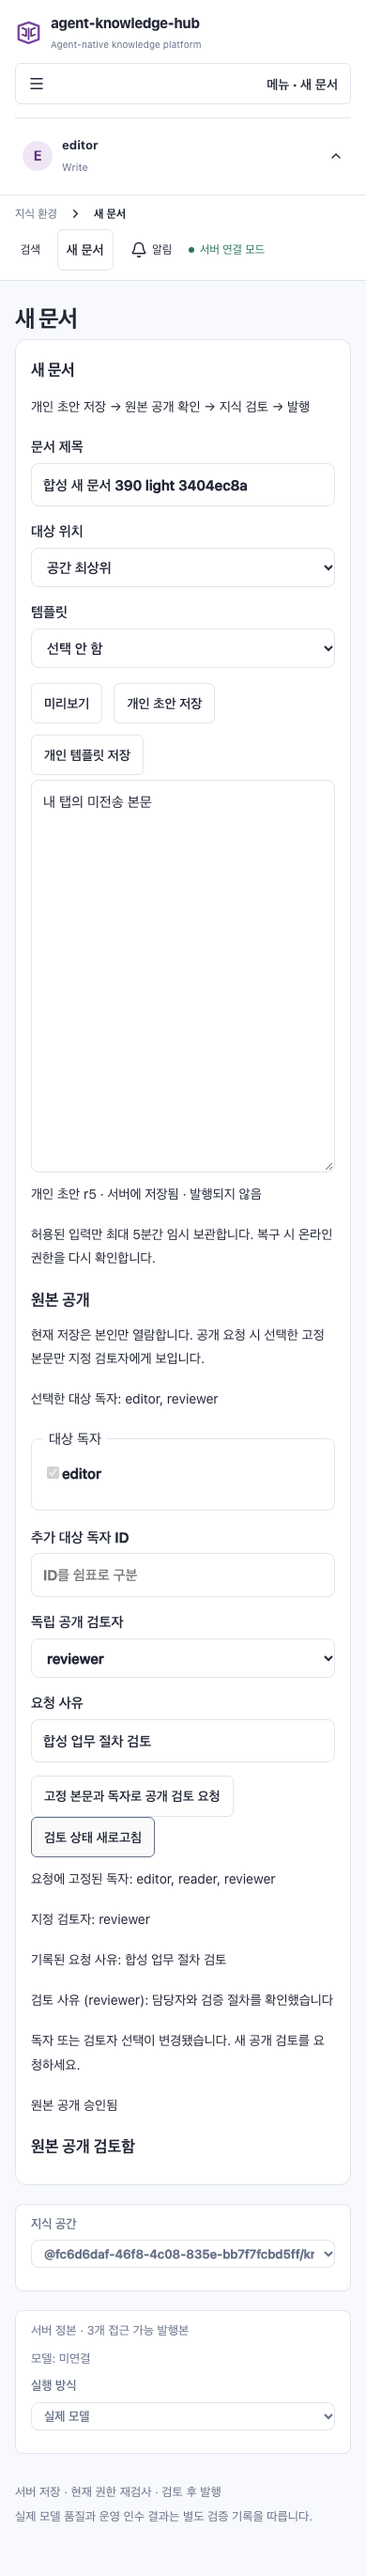 agent-knowledge-hub
Agent-native knowledge platform
메뉴 · 새 문서
E
editor
Write
지식 환경 > 새 문서
검색 새 문서 알림 서버 연결 모드
새 문서
새 문서
개인 초안 저장 → 원본 공개 확인 → 지식 검토 → 발행
문서 제목
합성 새 문서 390 light 3404ec8a
대상 위치
공간 최상위
템플릿
선택 안 함
미리보기 개인 초안 저장
개인 템플릿 저장
내 탭의 미전송 본문
개인 초안 r5 · 서버에 저장됨 · 발행되지 않음
허용된 입력만 최대 5분간 임시 보관합니다. 복구 시 온라인
권한을 다시 확인합니다.
원본 공개
현재 저장은 본인만 열람합니다. 공개 요청 시 선택한 고정
본문만 지정 검토자에게 보입니다.
선택한 대상 독자: editor, reviewer
대상 독자
editor
추가 대상 독자 ID
ID를 쉼표로 구분
독립 공개 검토자
reviewer
요청 사유
합성 업무 절차 검토
고정 본문과 독자로 공개 검토 요청
검토 상태 새로고침
요청에 고정된 독자: editor, reader, reviewer
지정 검토자: reviewer
기록된 요청 사유: 합성 업무 절차 검토
검토 사유 (reviewer): 담당자와 검증 절차를 확인했습니다
독자 또는 검토자 선택이 변경됐습니다. 새 공개 검토를 요
청하세요.
원본 공개 승인됨
원본 공개 검토함
지식 공간
@fc6d6daf-46f8-4c08-835e-bb7f7fcbd5ff/kr
서버 정본 · 3개 접근 가능 발행본
모델: 미연결
실행 방식
실제 모델
서버 저장 · 현재 권한 재검사 · 검토 후 발행
실제 모델 품질과 운영 인수 결과는 별도 검증 기록을 따릅니다.